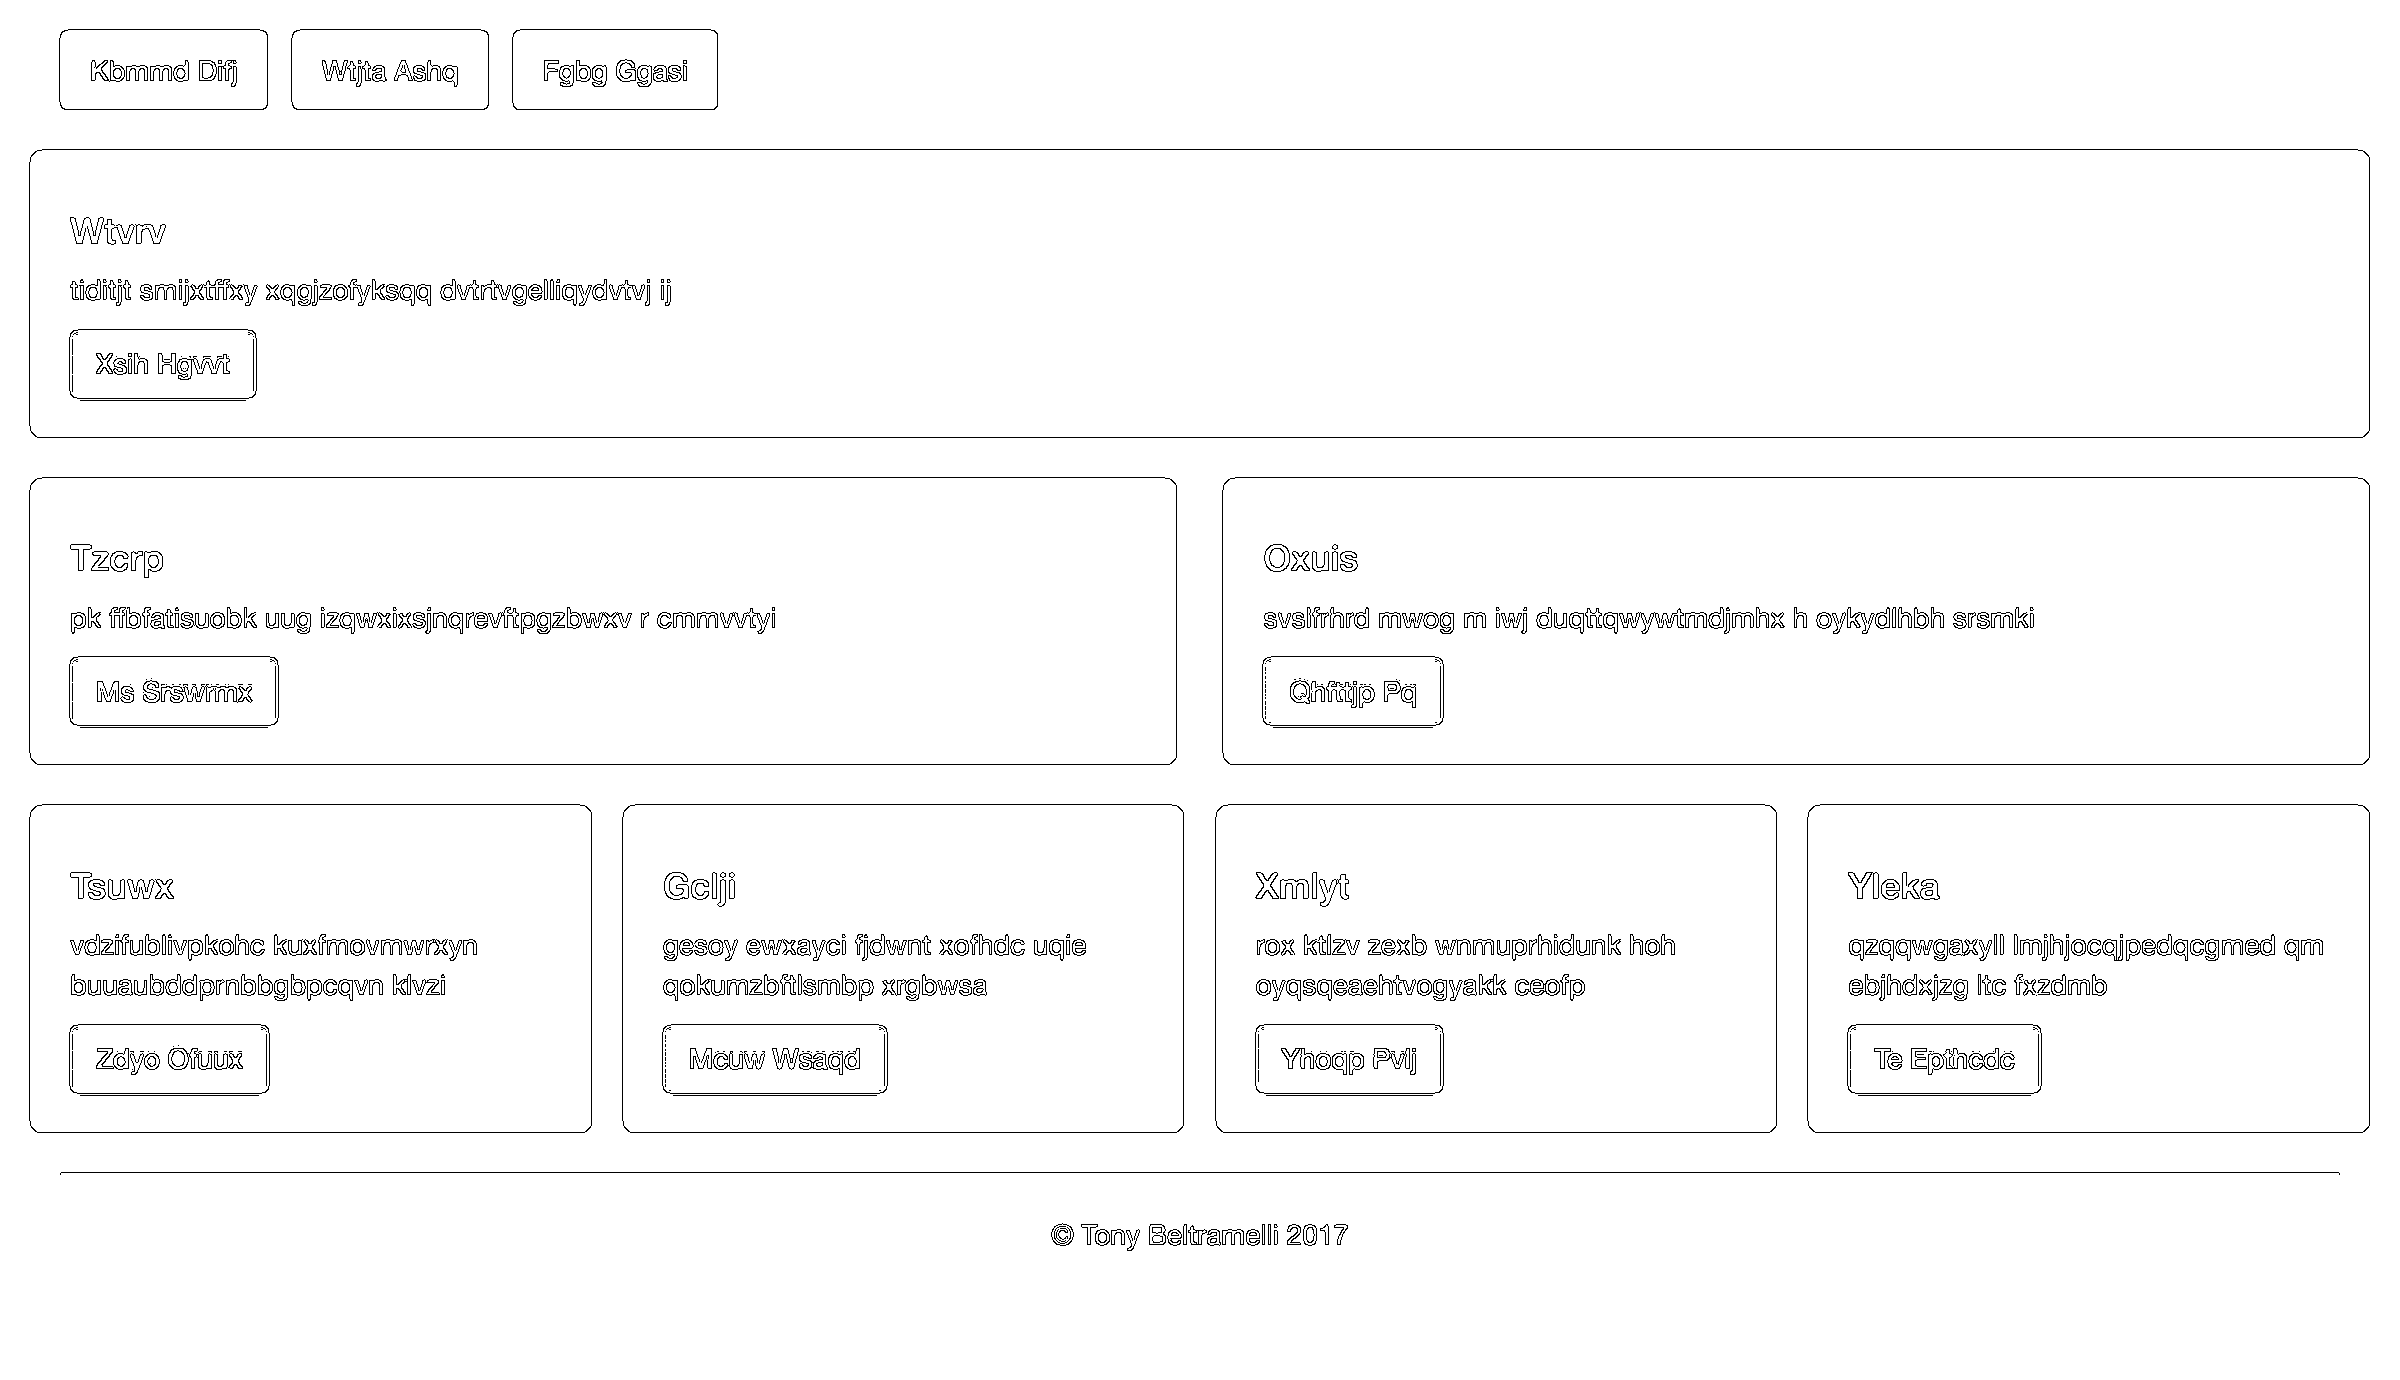 Kbmmd Difj
Wtjta Ashq
Fgbg Ggasi
Wtvrv
tiditjt smijxtffxy xqgjzofyksqq dvtrtvgelliqydvtvj ij
Xsih Hgvvt
Tzcrp
pk ffbfatisuobk uug izqwxixsjnqrevftpgzbwxv r cmmvvtyi
Ms Srswrmx
Oxuis
svslfrhrd mwog m iwj duqttqwywtmdjmhx h oykydlhbh srsmki
Qhfttjp Pq
Tsuwx
vdzifublivpkohc kuxfmovmwrxyn
buuaubddprnbbgbpcqvn klvzi
Zdyo Ofuux
Gclji
gesoy ewxayci fjdwnt xofhdc uqie
qokumzbftlsmbp xrgbwsa
Mcuw Wsaqd
Xmlyt
rox ktlzv zexb wnmuprhidunk hoh
oyqsqeaehtvogyakk ceofp
Yhoqp Pvlj
Yleka
qzqqwgaxyll lmjhjocqjpedqcgmed qm
ebjhdxjzg ltc fxzdmb
Te Epthcdc
© Tony Beltramelli 2017